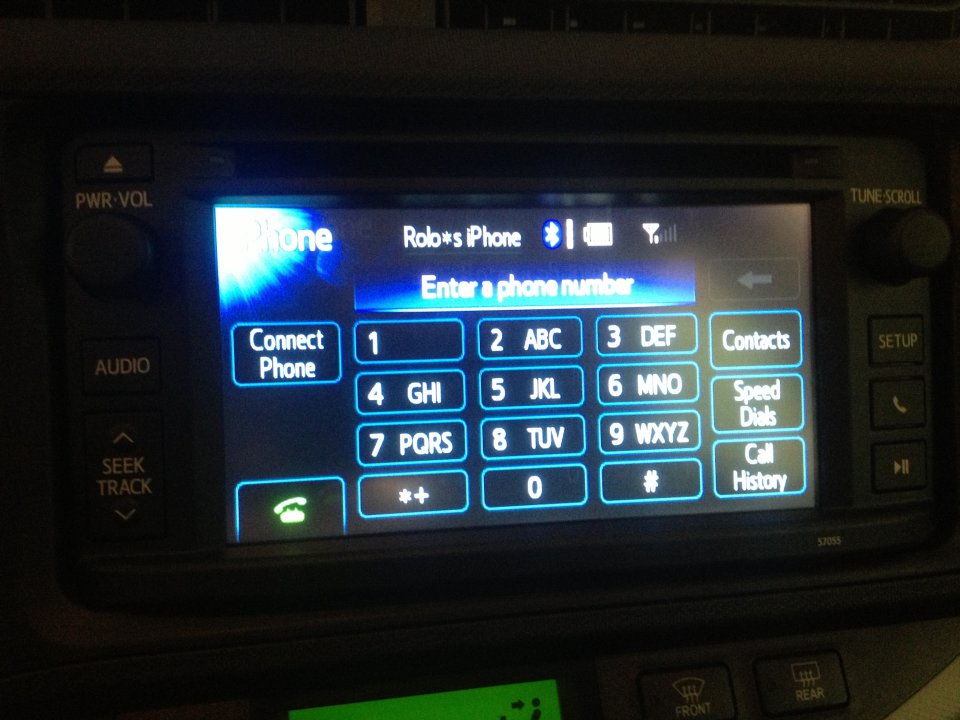 PWR·VOL
TUNE·SCROLL
Phone
Rolo*s iPhone
Enter a phone number
Connect
Phone
1
2 ABC
3 DEF
Contacts
4 GHI
5 JKL
6 MNO
Speed
Dials
7 PQRS
8 TUV
9 WXYZ
Call
History
*+
0
#
AUDIO
SEEK
TRACK
SETUP
57055
FRONT
REAR